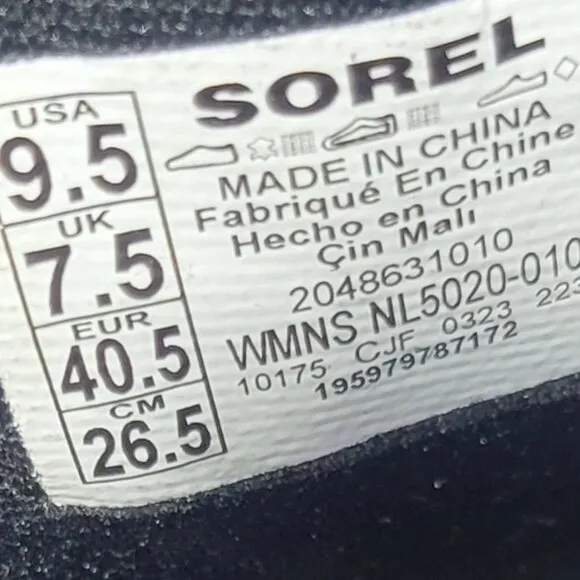 SOREL
USA
9.5
UK
7.5
EUR
40.5
CM
26.5
MADE IN CHINA
Fabriqué En Chine
Hecho en China
Çin Malı
2048631010
WMNS NL5020-010
10175 CJF 0323 223
195979787172